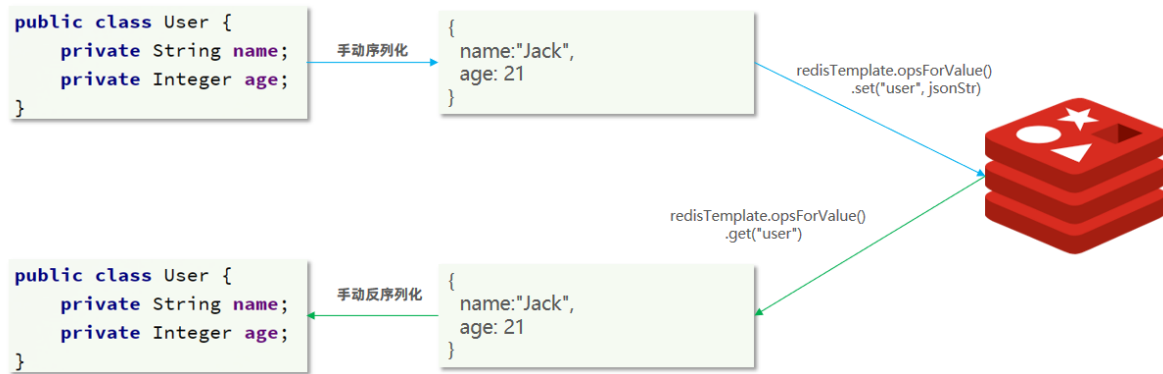 public class User {
    private String name;
    private Integer age;
}
手动序列化
{
  name:"Jack",
  age: 21
}
redisTemplate.opsForValue()
.set("user", jsonStr)
redisTemplate.opsForValue()
.get("user")
public class User {
    private String name;
    private Integer age;
}
手动反序列化
{
  name:"Jack",
  age: 21
}